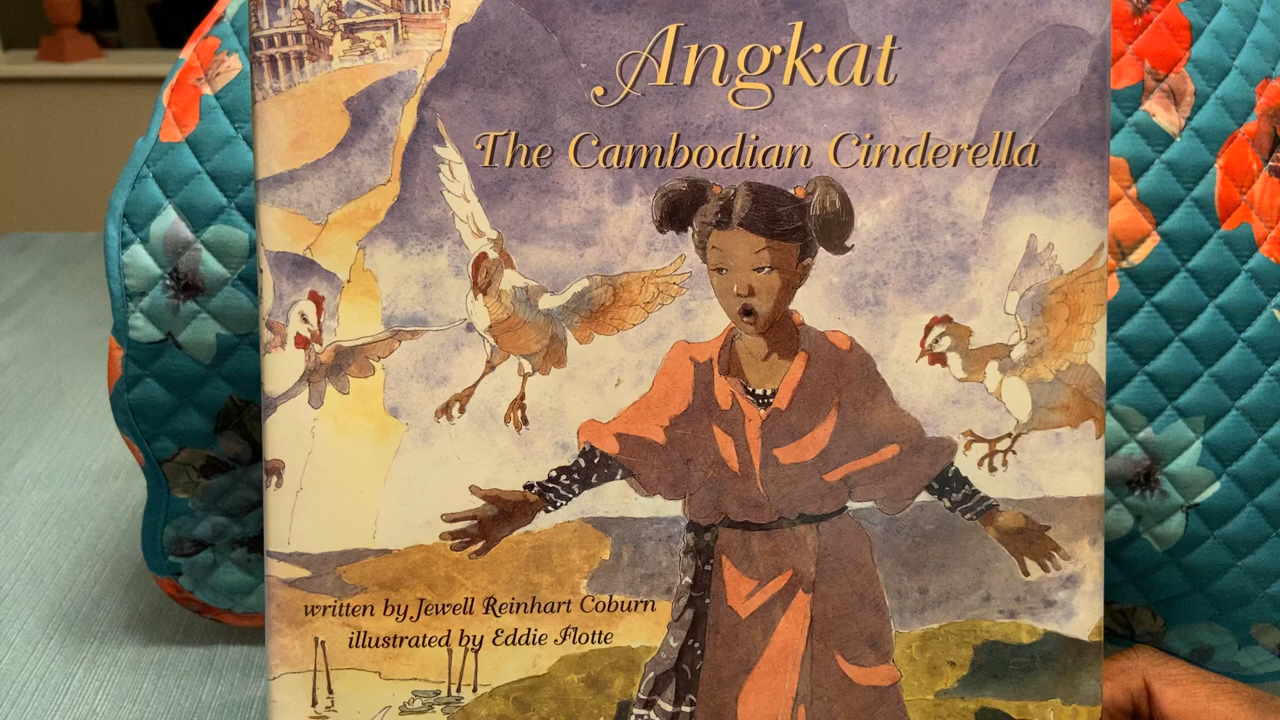 Angkat
The Cambodian Cinderella
written by Jewell Reinhart Coburn
illustrated by Eddie Flotte